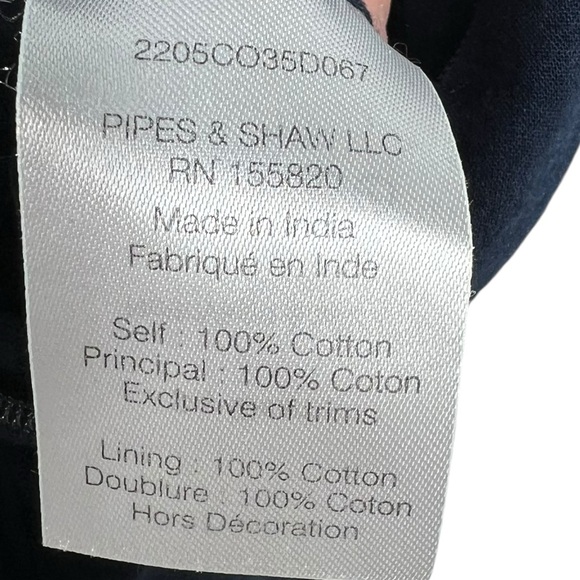 2205CO35D067
PIPES & SHAW LLC
RN 155820
Made in India
Fabriqué en Inde
Self : 100% Cotton
Principal : 100% Coton
Exclusive of trims
Lining : 100% Cotton
Doublure : 100% Coton
Hors Décoration